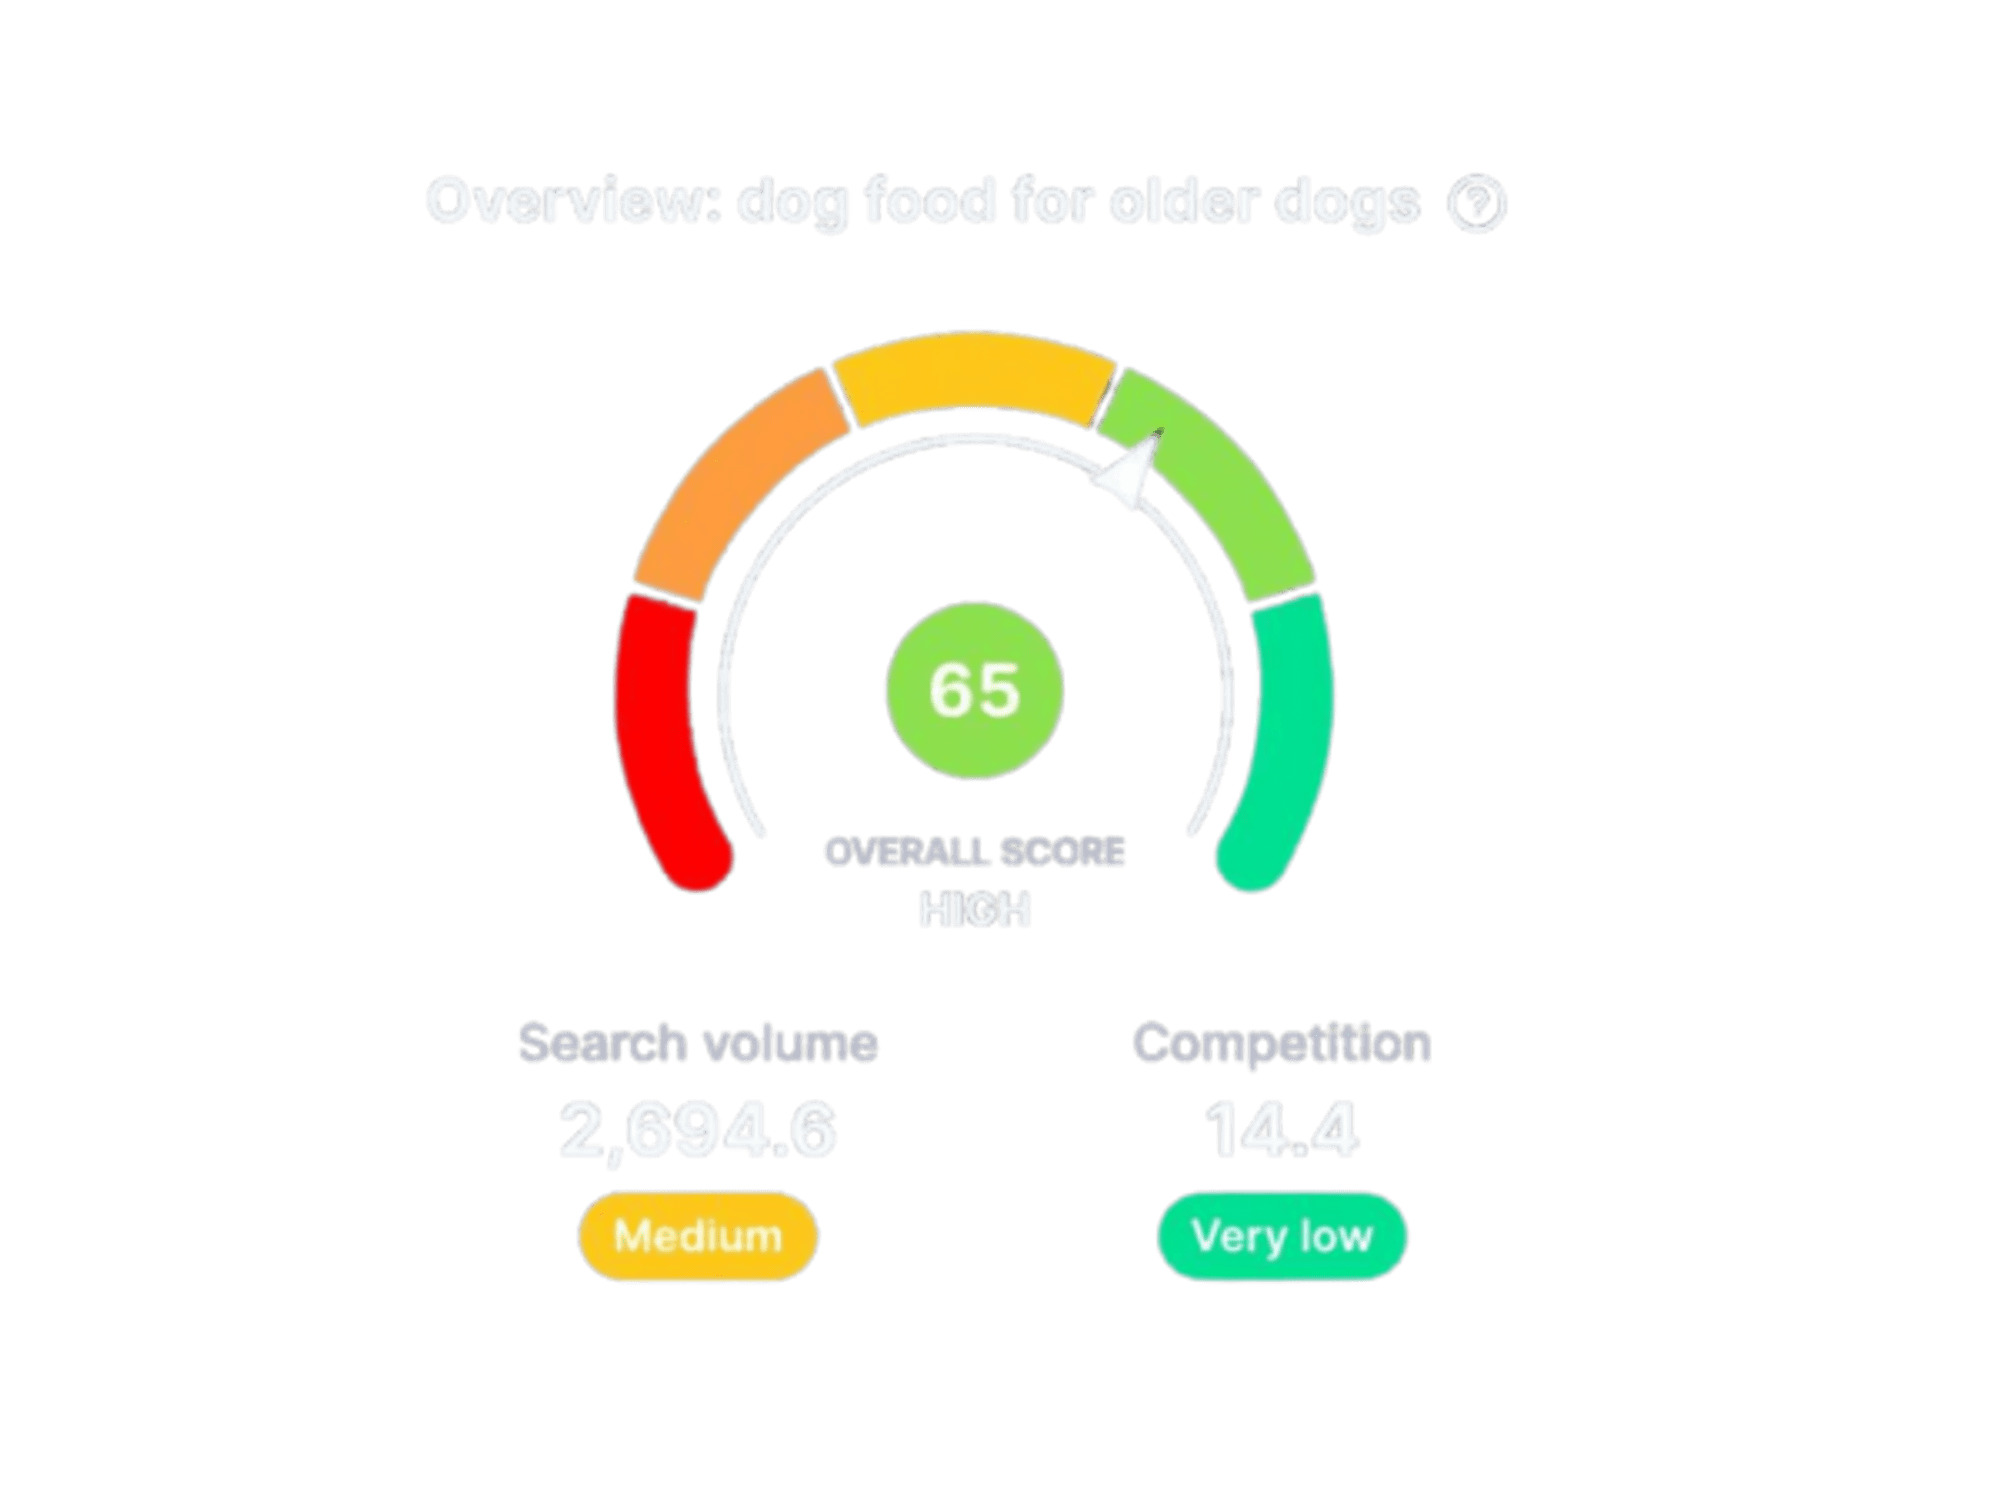 Overview: dog food for older dogs ?
65
OVERALL SCORE
HIGH
Search volume
2,694.6
Medium
Competition
14.4
Very low